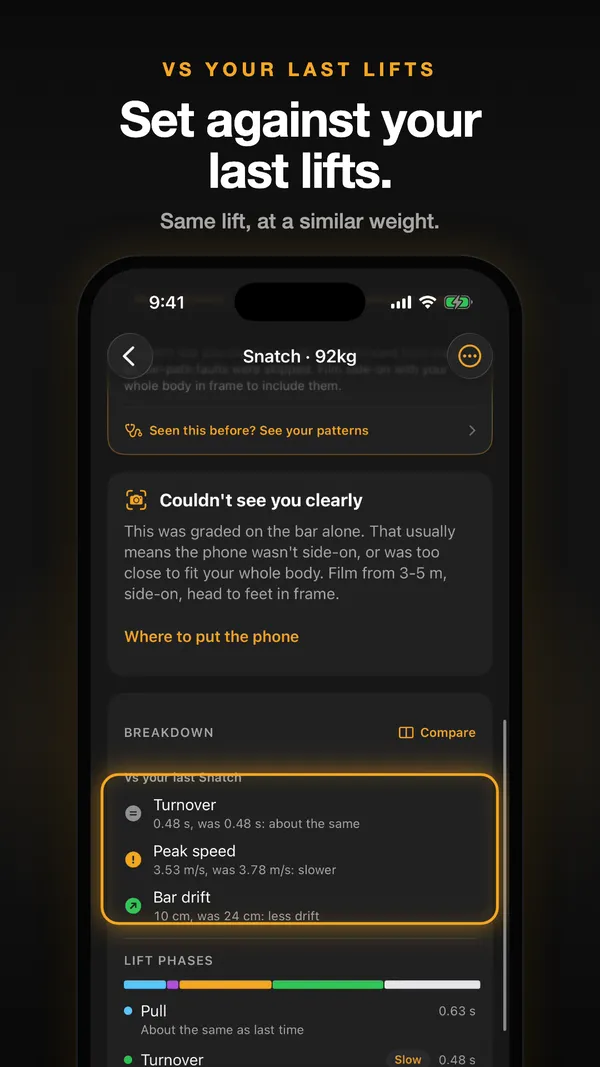 VS YOUR LAST LIFTS
Set against your
last lifts.
Same lift, at a similar weight.
9:41
Snatch · 92kg
whole body in frame to include them.
Seen this before? See your patterns
Couldn't see you clearly
This was graded on the bar alone. That usually
means the phone wasn't side-on, or was too
close to fit your whole body. Film from 3-5 m,
side-on, head to feet in frame.
Where to put the phone
BREAKDOWN
Compare
Vs your last Snatch
Turnover
0.48 s, was 0.48 s: about the same
Peak speed
3.53 m/s, was 3.78 m/s: slower
Bar drift
10 cm, was 24 cm: less drift
LIFT PHASES
Pull
0.63 s
About the same as last time
Turnover
Slow
0.48 s